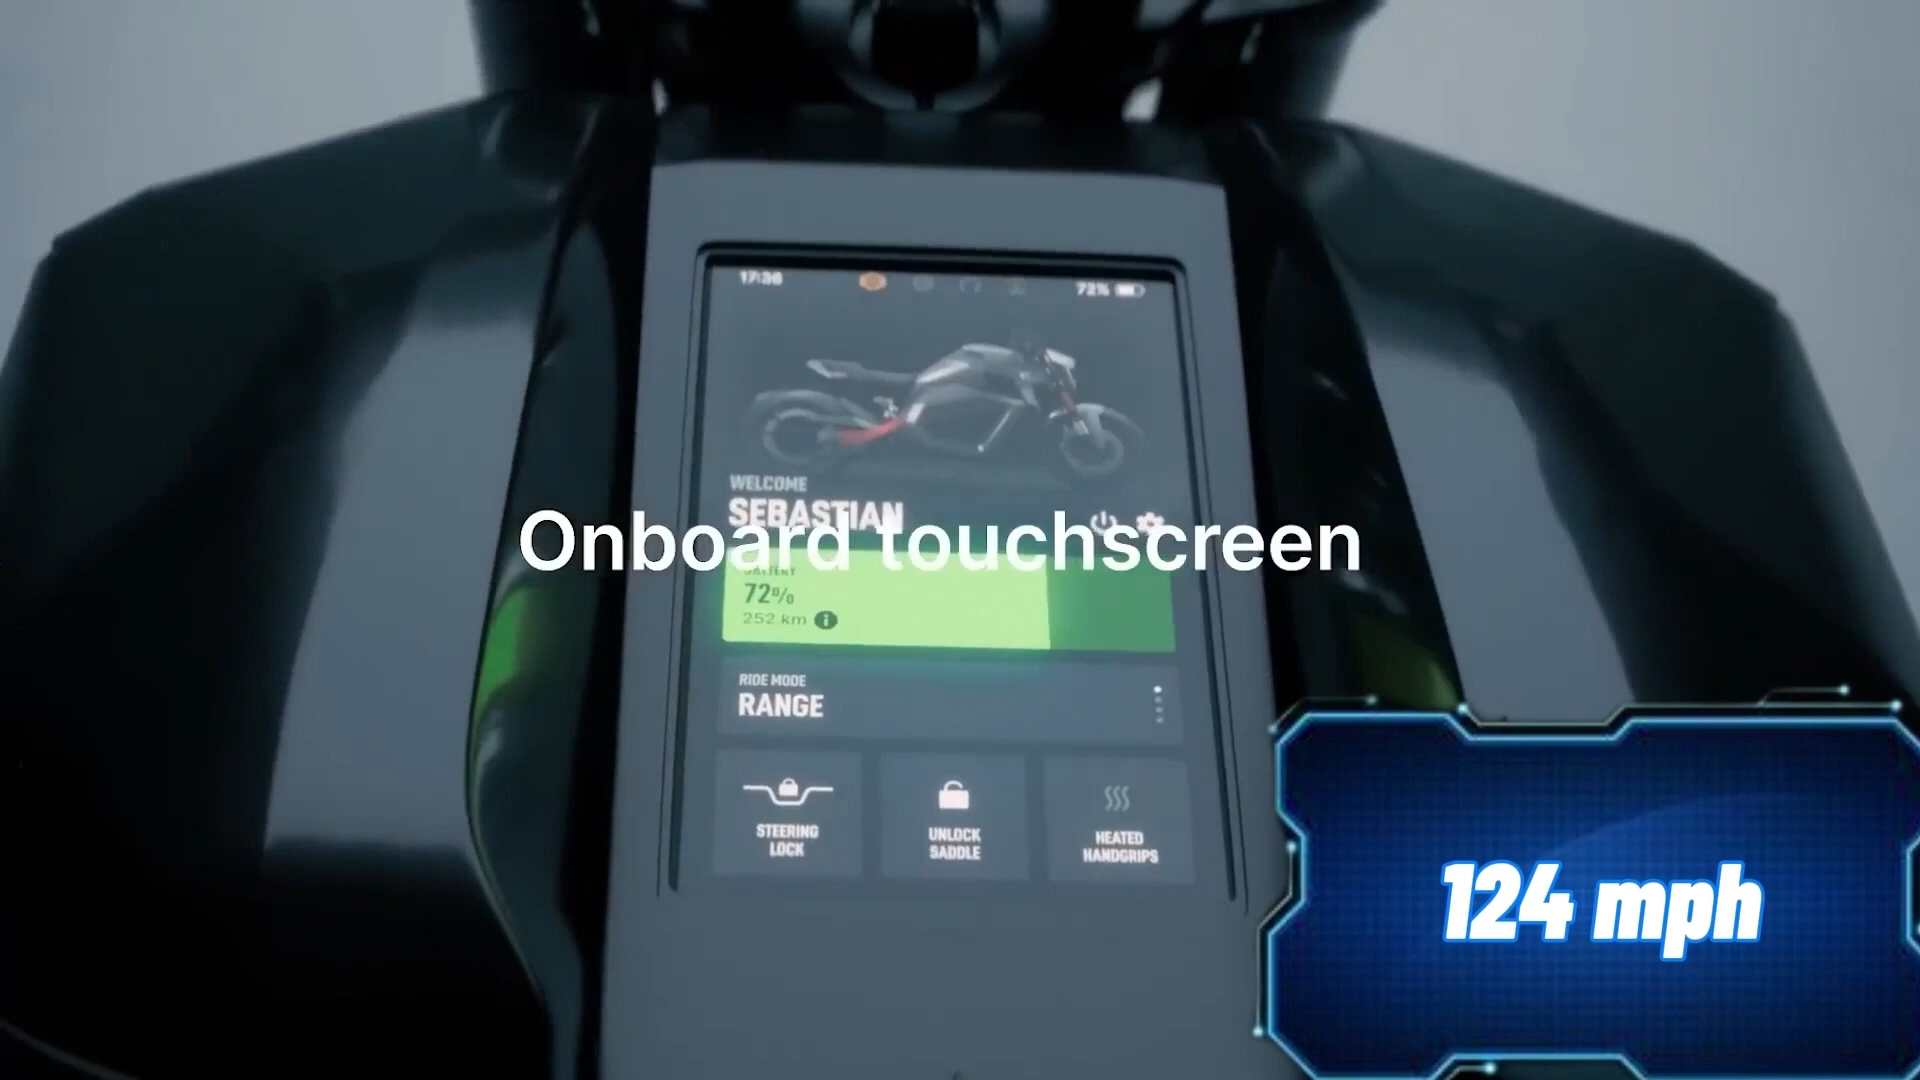 17:36
72%
WELCOME
SEBASTIAN
Onboard touchscreen
BATTERY
72%
252 km
RIDE MODE
RANGE
STEERING
LOCK
UNLOCK
SADDLE
HEATED
HANDGRIPS
124 mph